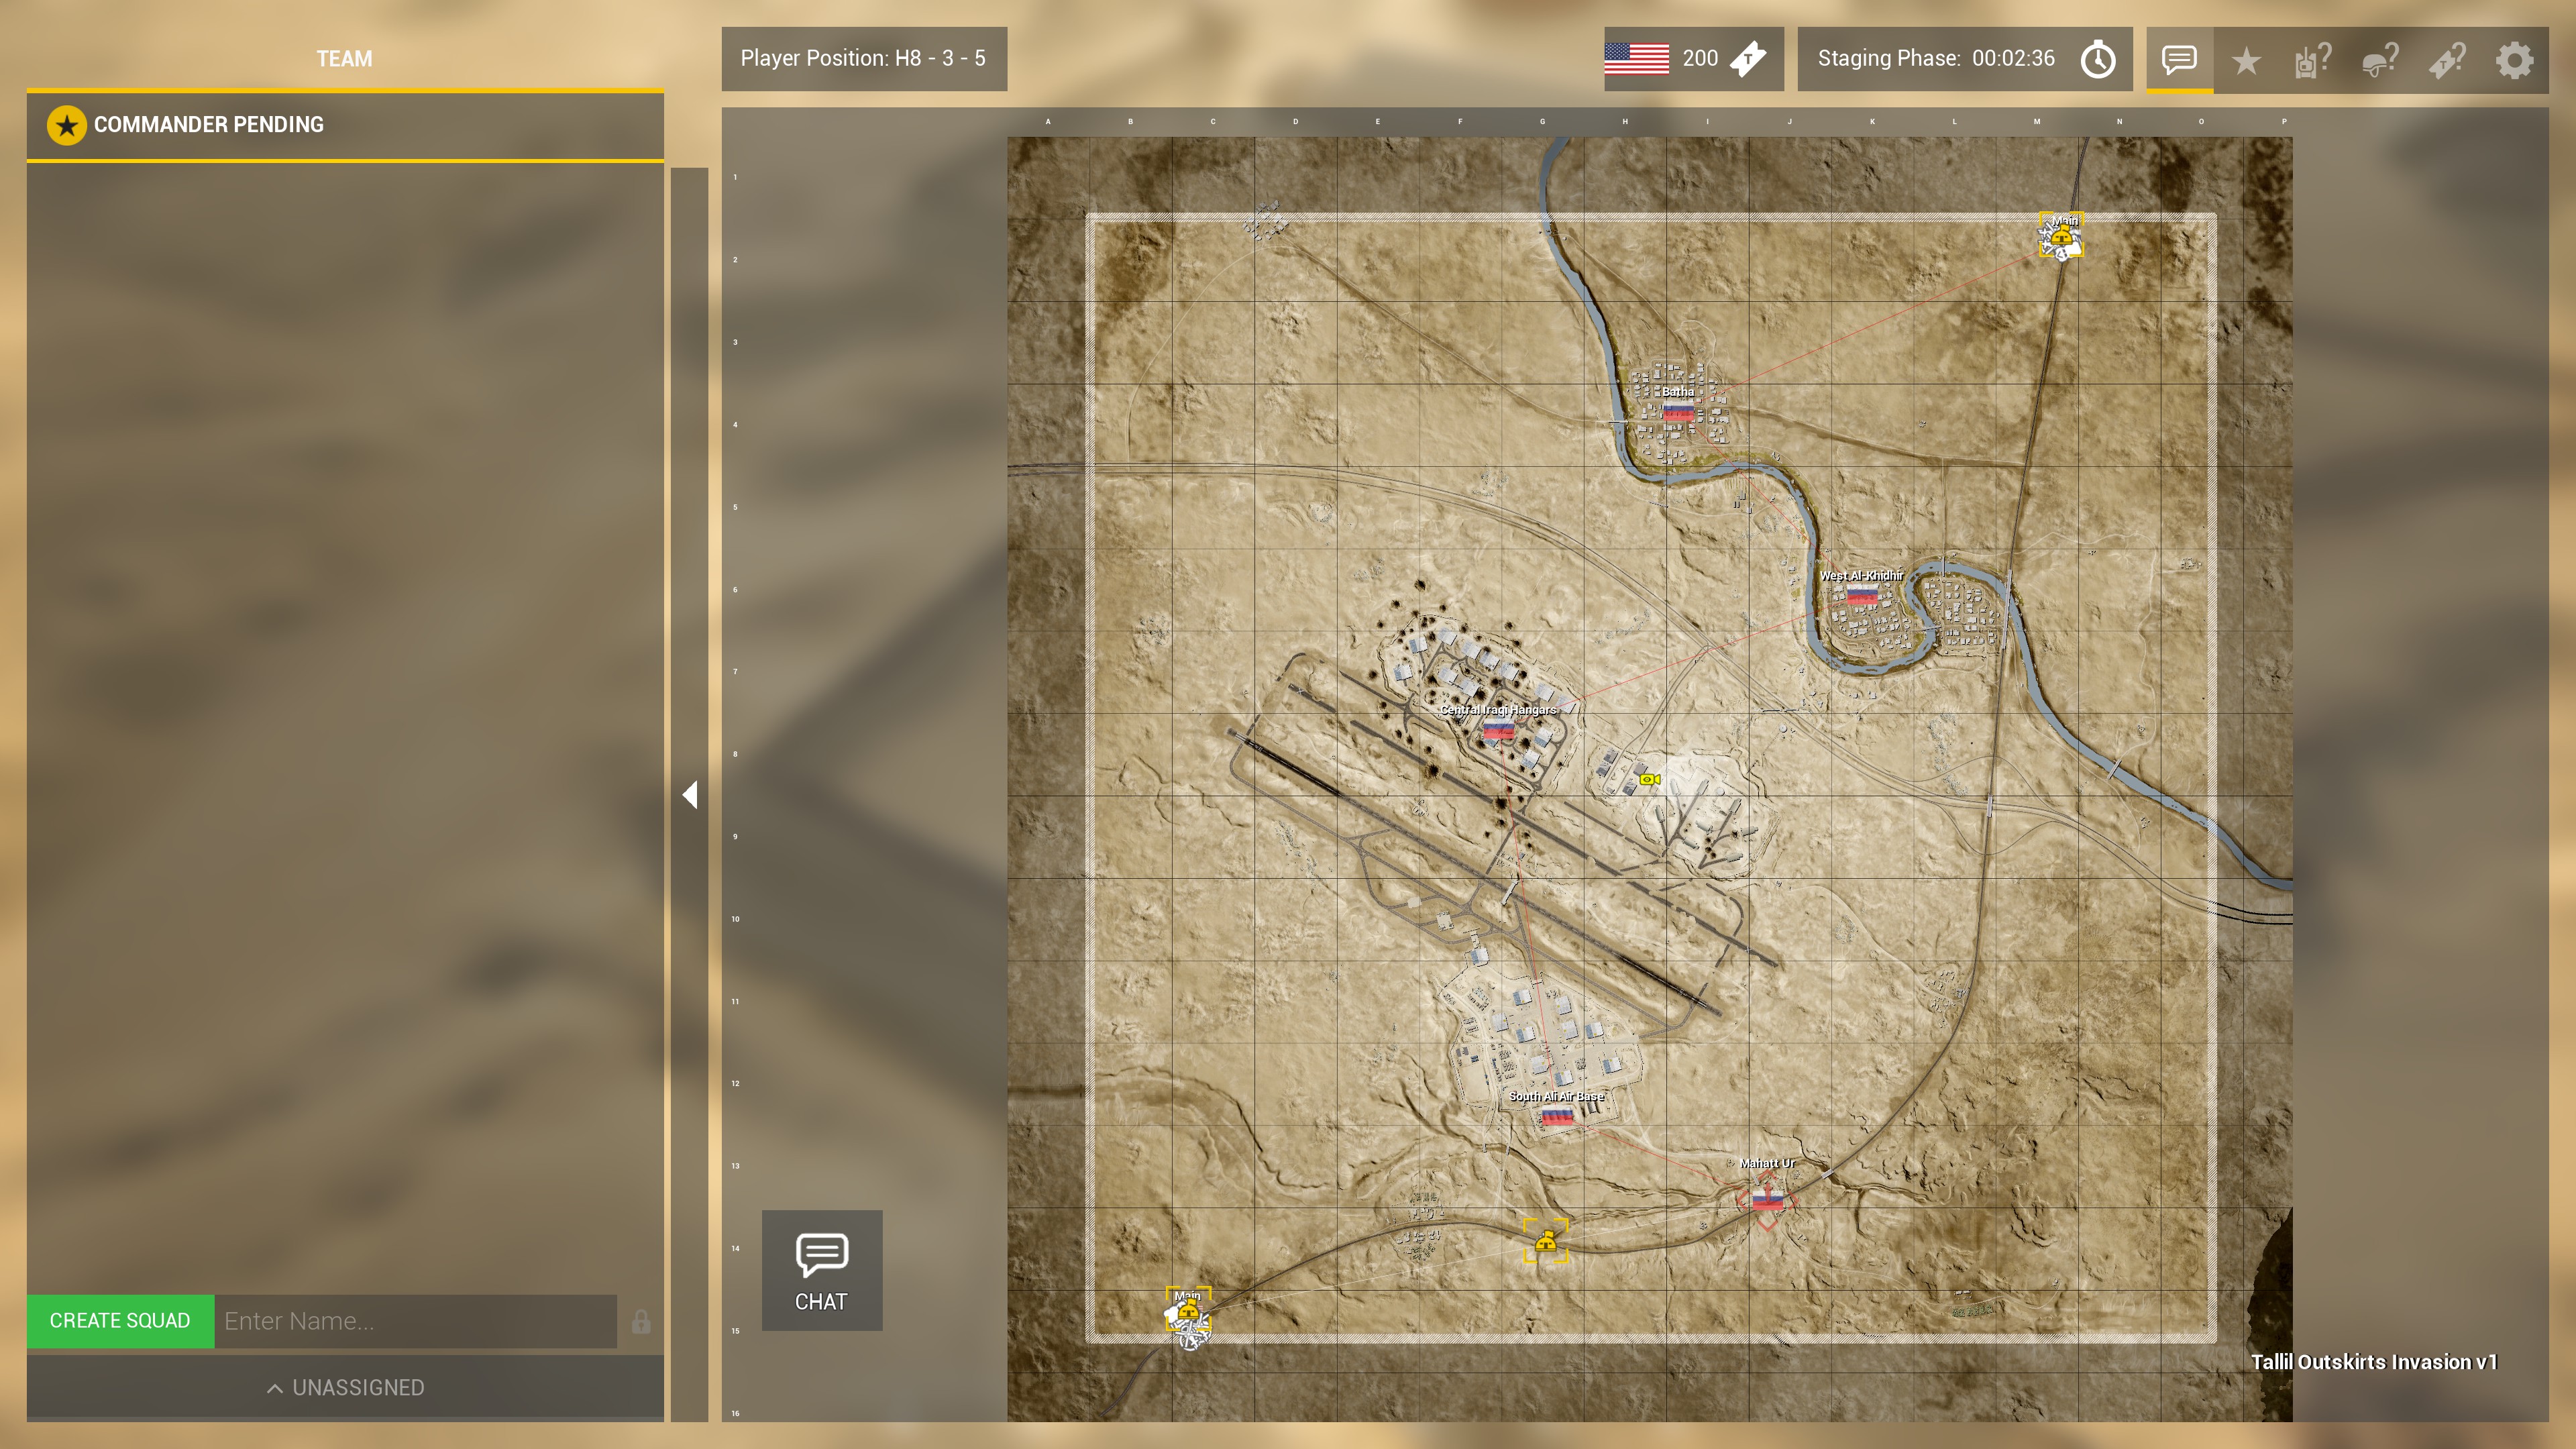 TEAM
Player Position: H8 - 3 - 5
200
Staging Phase: 00:02:36
COMMANDER PENDING
A B C D E F G H I J K L M N O P
1
Main
2
3
Batha
4
5
West Al-Khidhir
6
7
Central Iraqi Hangars
8
9
10
11
12
South Ali Air Base
13
Mahatt Ur
14
CHAT
Main
CREATE SQUAD
Enter Name...
15
Tallil Outskirts Invasion v1
UNASSIGNED
16